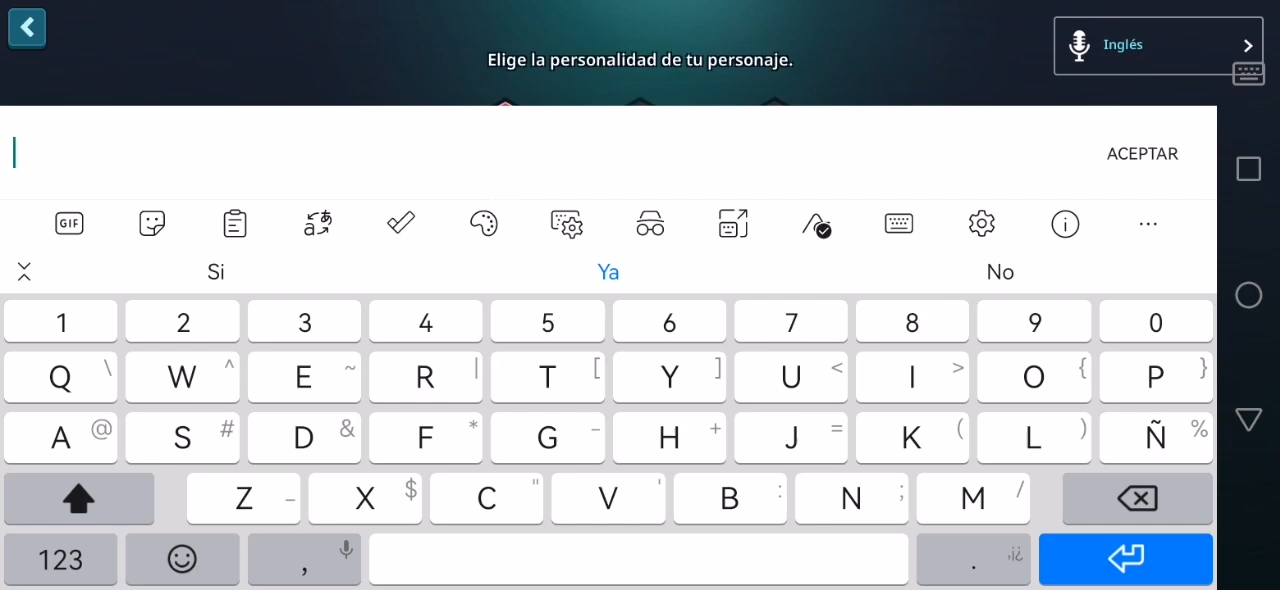 Elige la personalidad de tu personaje.
Inglés
ACEPTAR
GIF
Si Ya No
1 2 3 4 5 6 7 8 9 0
Q \ W ^ E ~ R | T [ Y ] U < I > O { P }
A @ S # D & F * G - H + J = K ( L ) Ñ %
Z _ X $ C " V ' B : N ; M /
123 , . ,¡¿